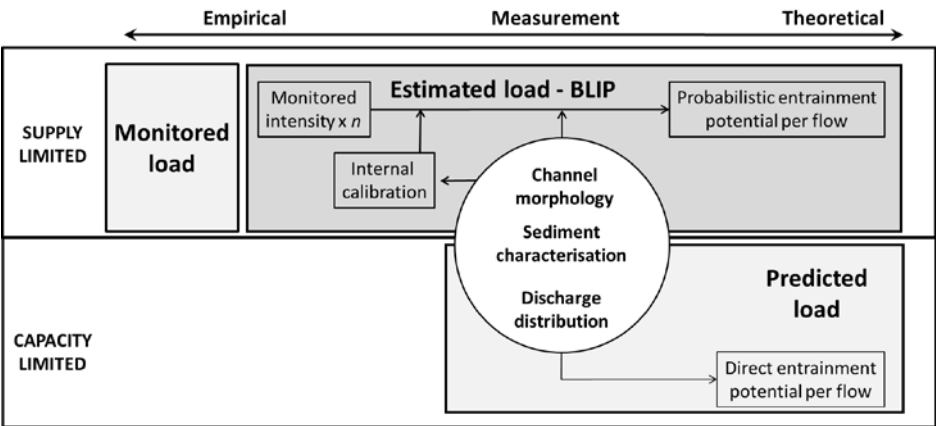 Empirical
Measurement
Theoretical
SUPPLY
LIMITED
Monitored
load
Estimated load - BLIP
Monitored
intensity x n
Probabilistic entrainment
potential per flow
Internal
calibration
Channel
morphology
Sediment
characterisation
Discharge
distribution
CAPACITY
LIMITED
Predicted
load
Direct entrainment
potential per flow